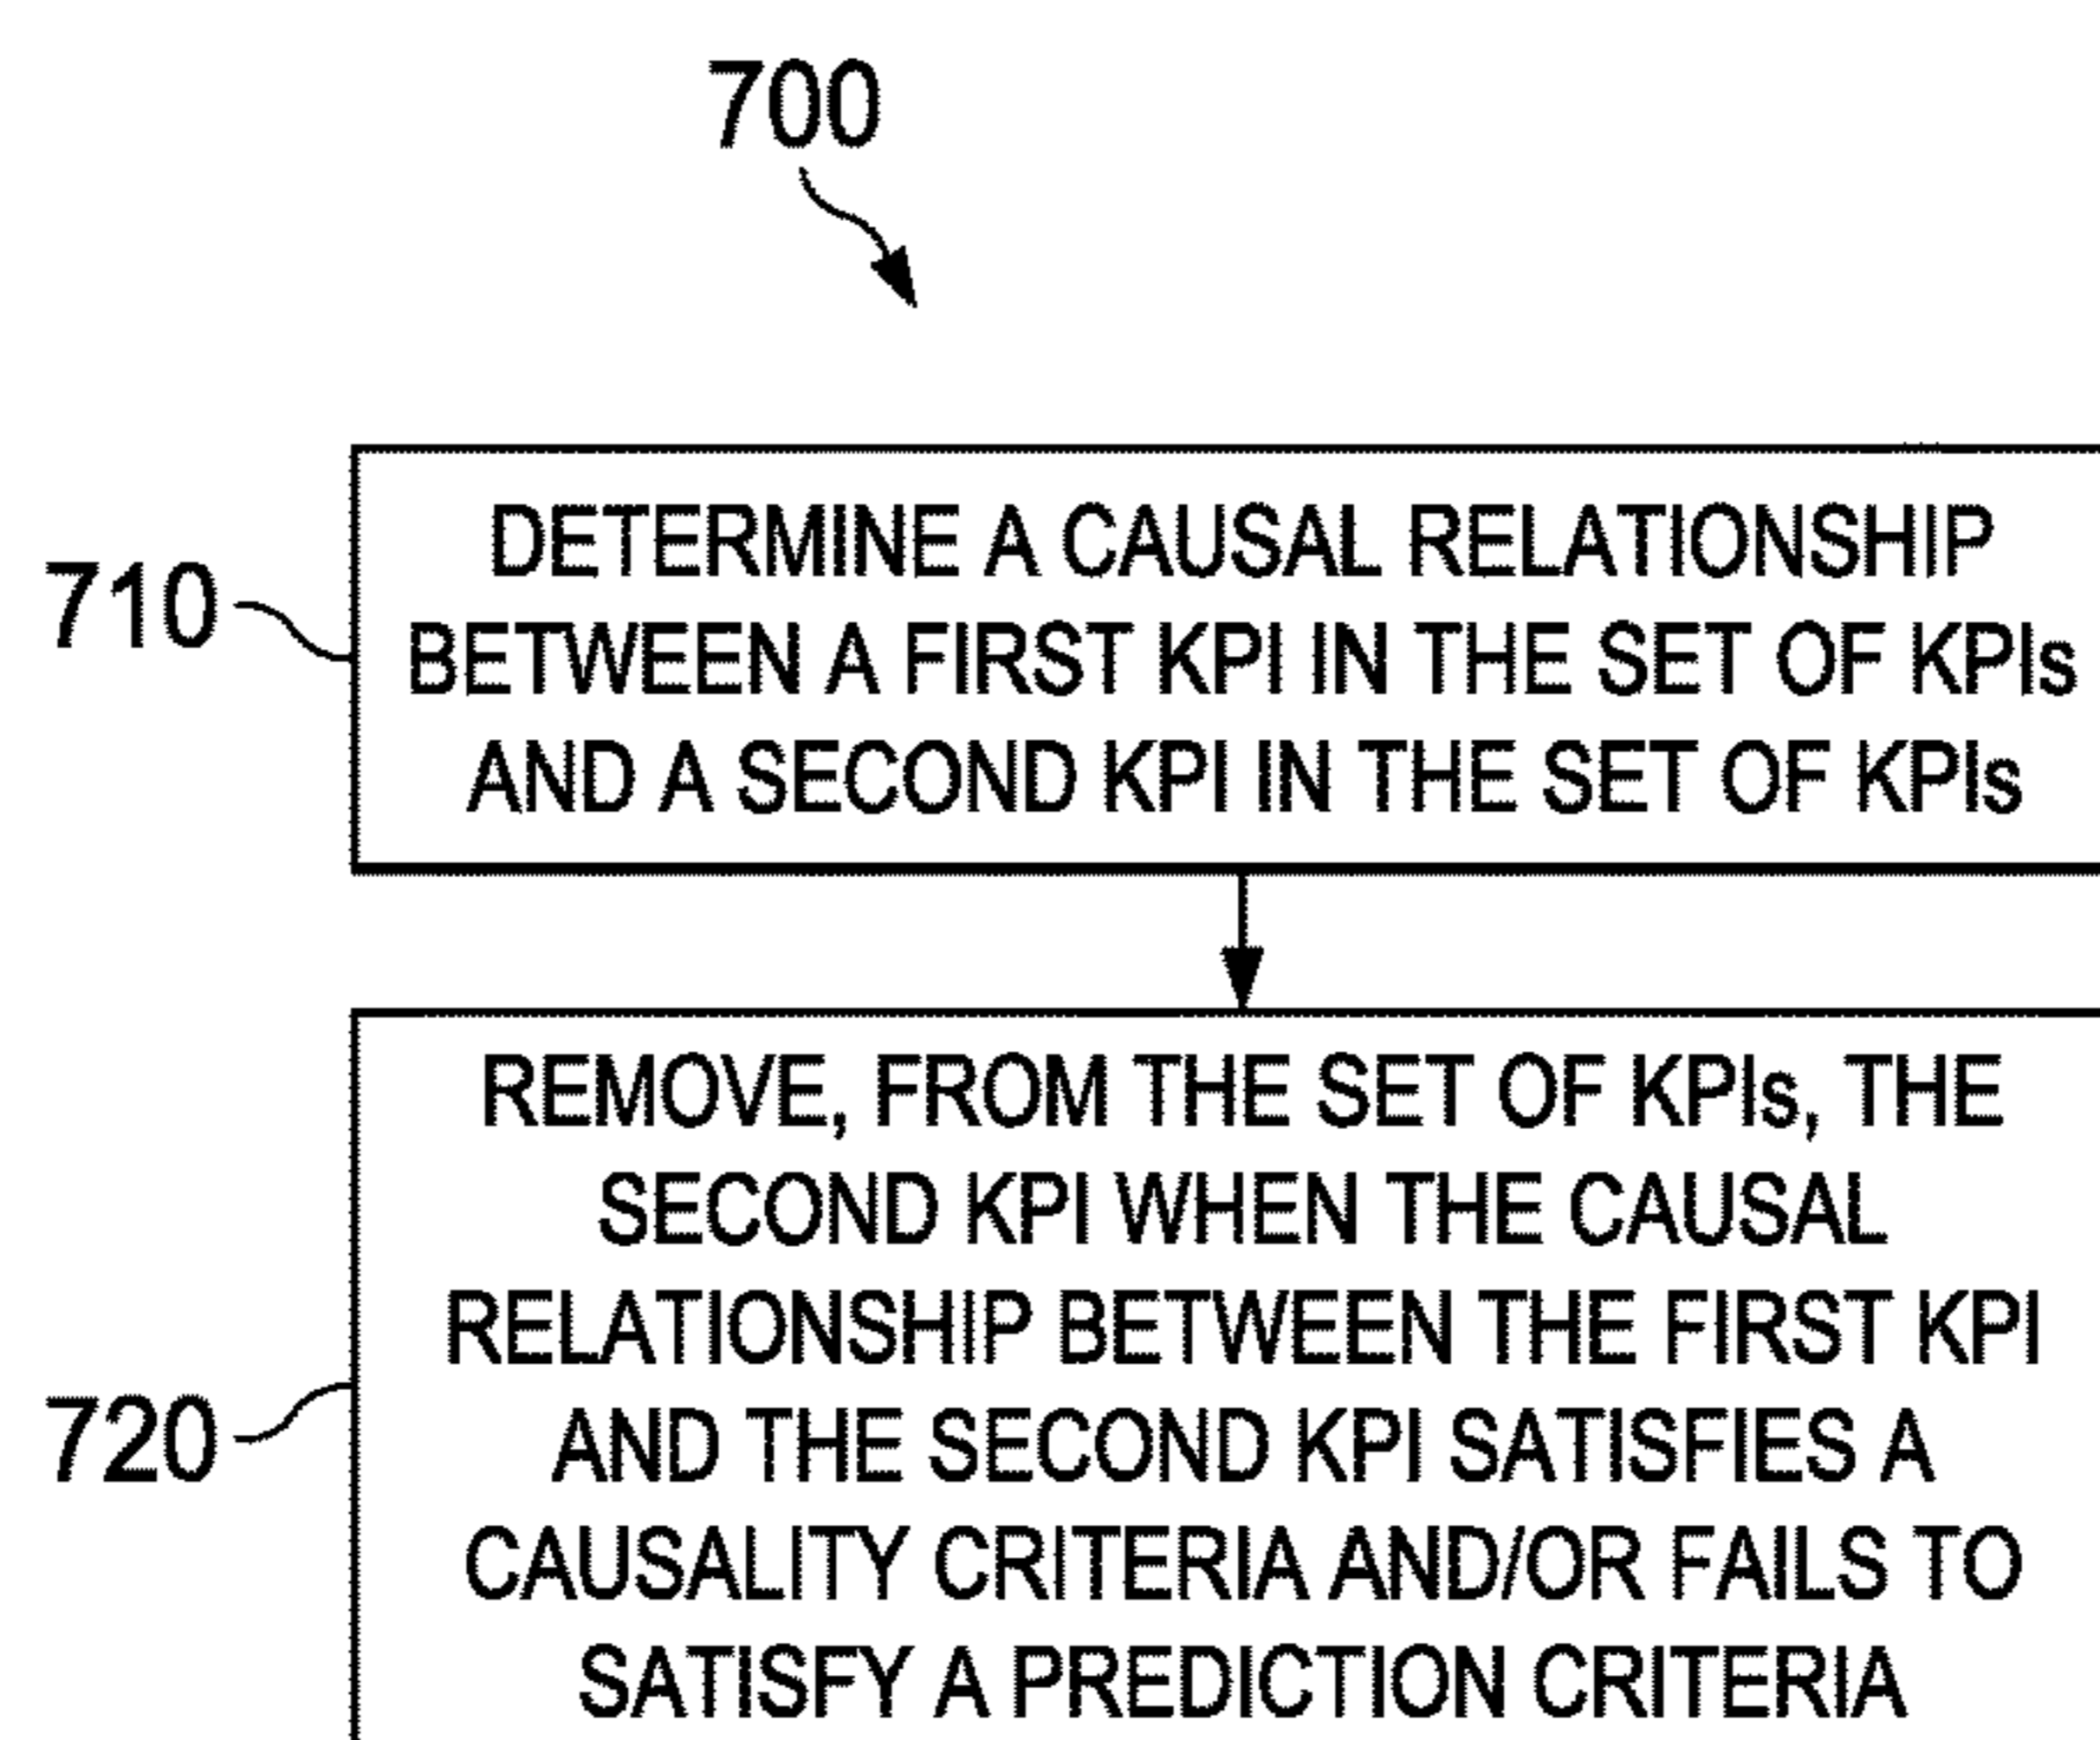 700
710
DETERMINE A CAUSAL RELATIONSHIP
BETWEEN A FIRST KPI IN THE SET OF KPIs
AND A SECOND KPI IN THE SET OF KPIs
720
REMOVE, FROM THE SET OF KPIs, THE
SECOND KPI WHEN THE CAUSAL
RELATIONSHIP BETWEEN THE FIRST KPI
AND THE SECOND KPI SATISFIES A
CAUSALITY CRITERIA AND/OR FAILS TO
SATISFY A PREDICTION CRITERIA